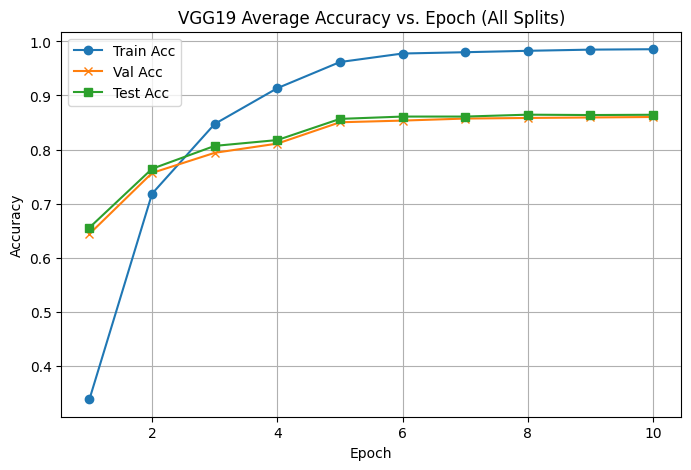 VGG19 Average Accuracy vs. Epoch (All Splits)
Train Acc
Val Acc
Test Acc
1.0
0.9
0.8
0.7
0.6
0.5
0.4
Accuracy
2
4
6
8
10
Epoch